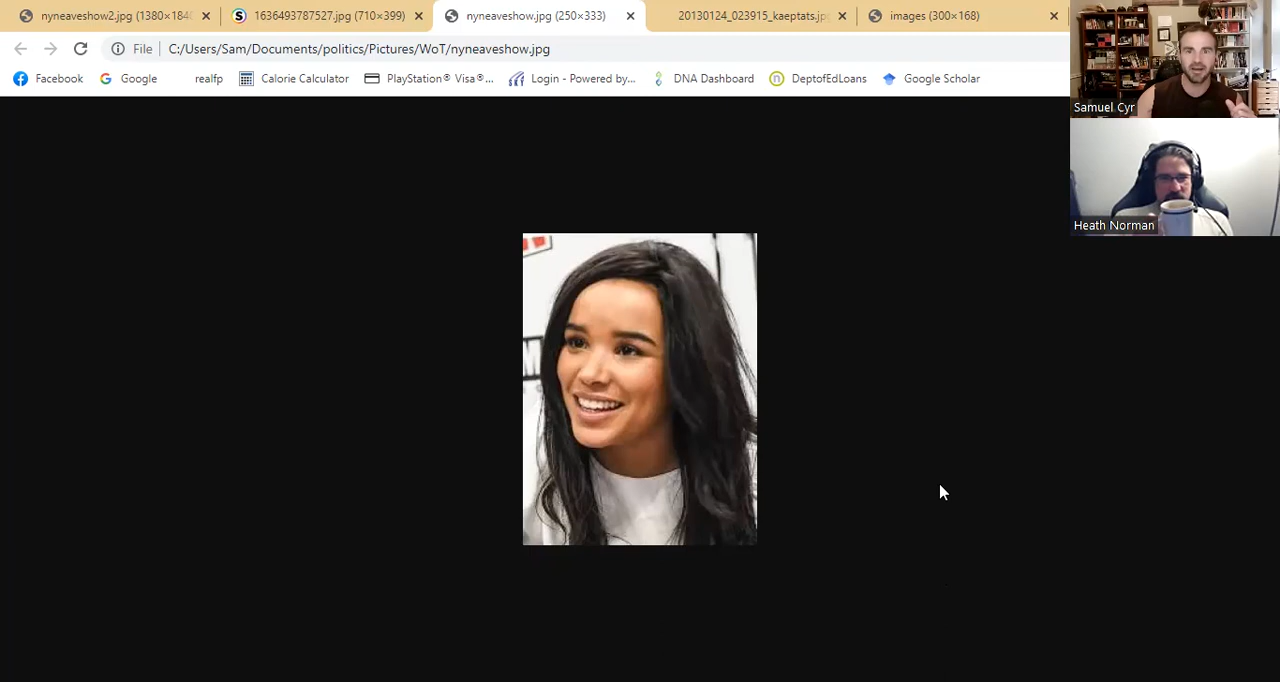 nyneaveshow2.jpg (1380×184
1636493787527.jpg (710×399)
nyneaveshow.jpg (250×333)
20130124_023915_kaeptats.jp
images (300×168)
File
C:/Users/Sam/Documents/politics/Pictures/WoT/nyneaveshow.jpg
Facebook
Google
realfp
Calorie Calculator
PlayStation® Visa®...
Login - Powered by...
DNA Dashboard
DeptofEdLoans
Google Scholar
Samuel Cyr
Heath Norman